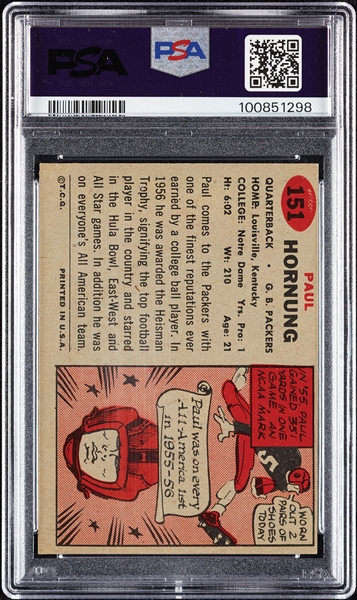 PSA
PSA
100851298
151
PAUL
HORNUNG
QUARTERBACK • G. B. PACKERS
HOME: Louisville, Kentucky
COLLEGE: Notre Dame Yrs. Pro: 1
Ht: 6:02 Wt: 210 Age: 21
Paul comes to the Packers with
one of the finest reputations ever
earned by a college ball player. In
1956 he was awarded the Heisman
Trophy, signifying the top football
player in the country and starred
in the Hula Bowl, East-West and
All Star games. In addition he was
on everyone's All American team.
© T.C.G. PRINTED IN U.S.A.
IN '55, PAUL
GAINED 351
YARDS IN ONE
GAME, AN
NCAA MARK
WORN
OUT 2
PAIRS OF
SHOES
TODAY
Paul was on every
All-America list
in 1955-56